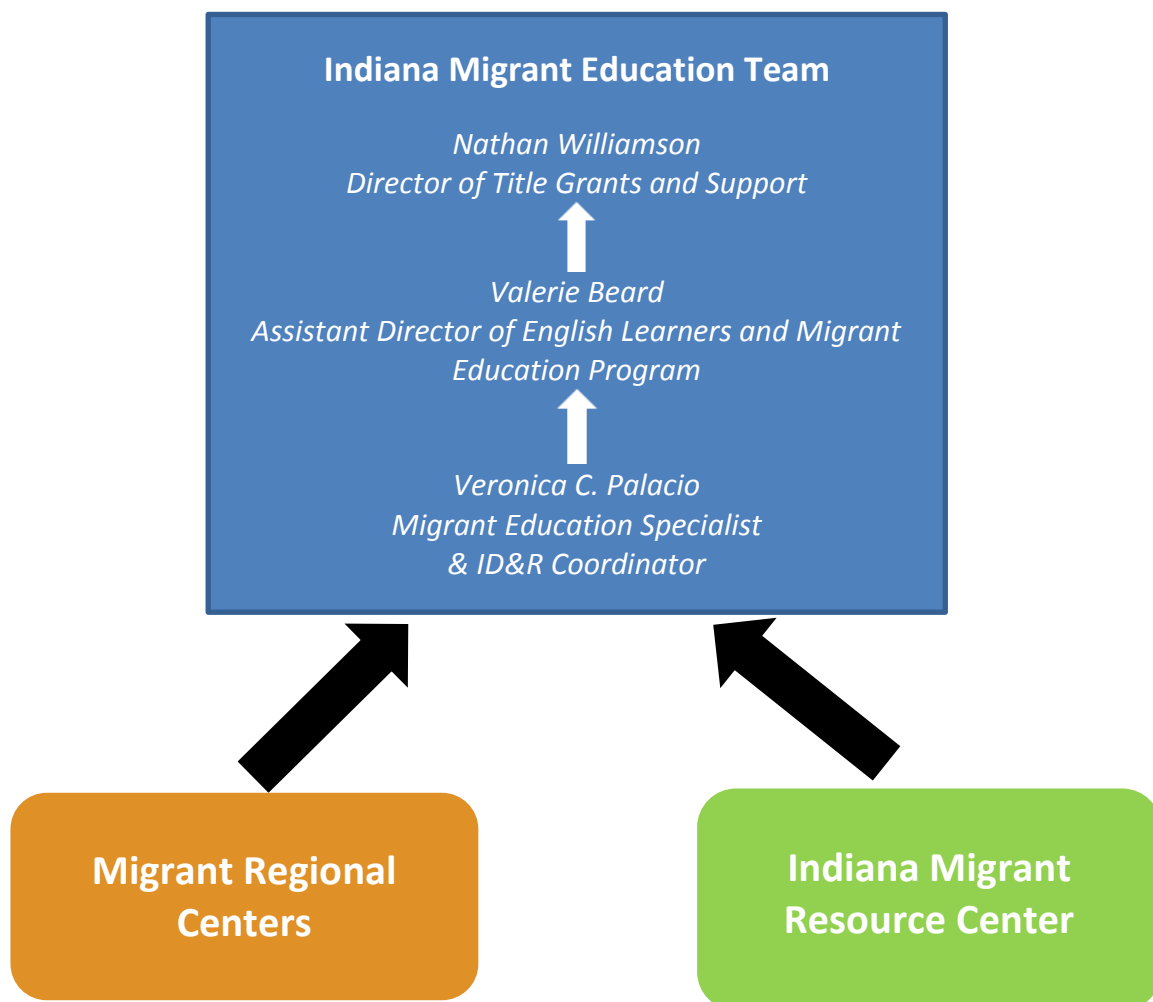 Indiana Migrant Education Team
Nathan Williamson
Director of Title Grants and Support
Valerie Beard
Assistant Director of English Learners and Migrant
Education Program
Veronica C. Palacio
Migrant Education Specialist
& ID&R Coordinator
Migrant Regional
Centers
Indiana Migrant
Resource Center